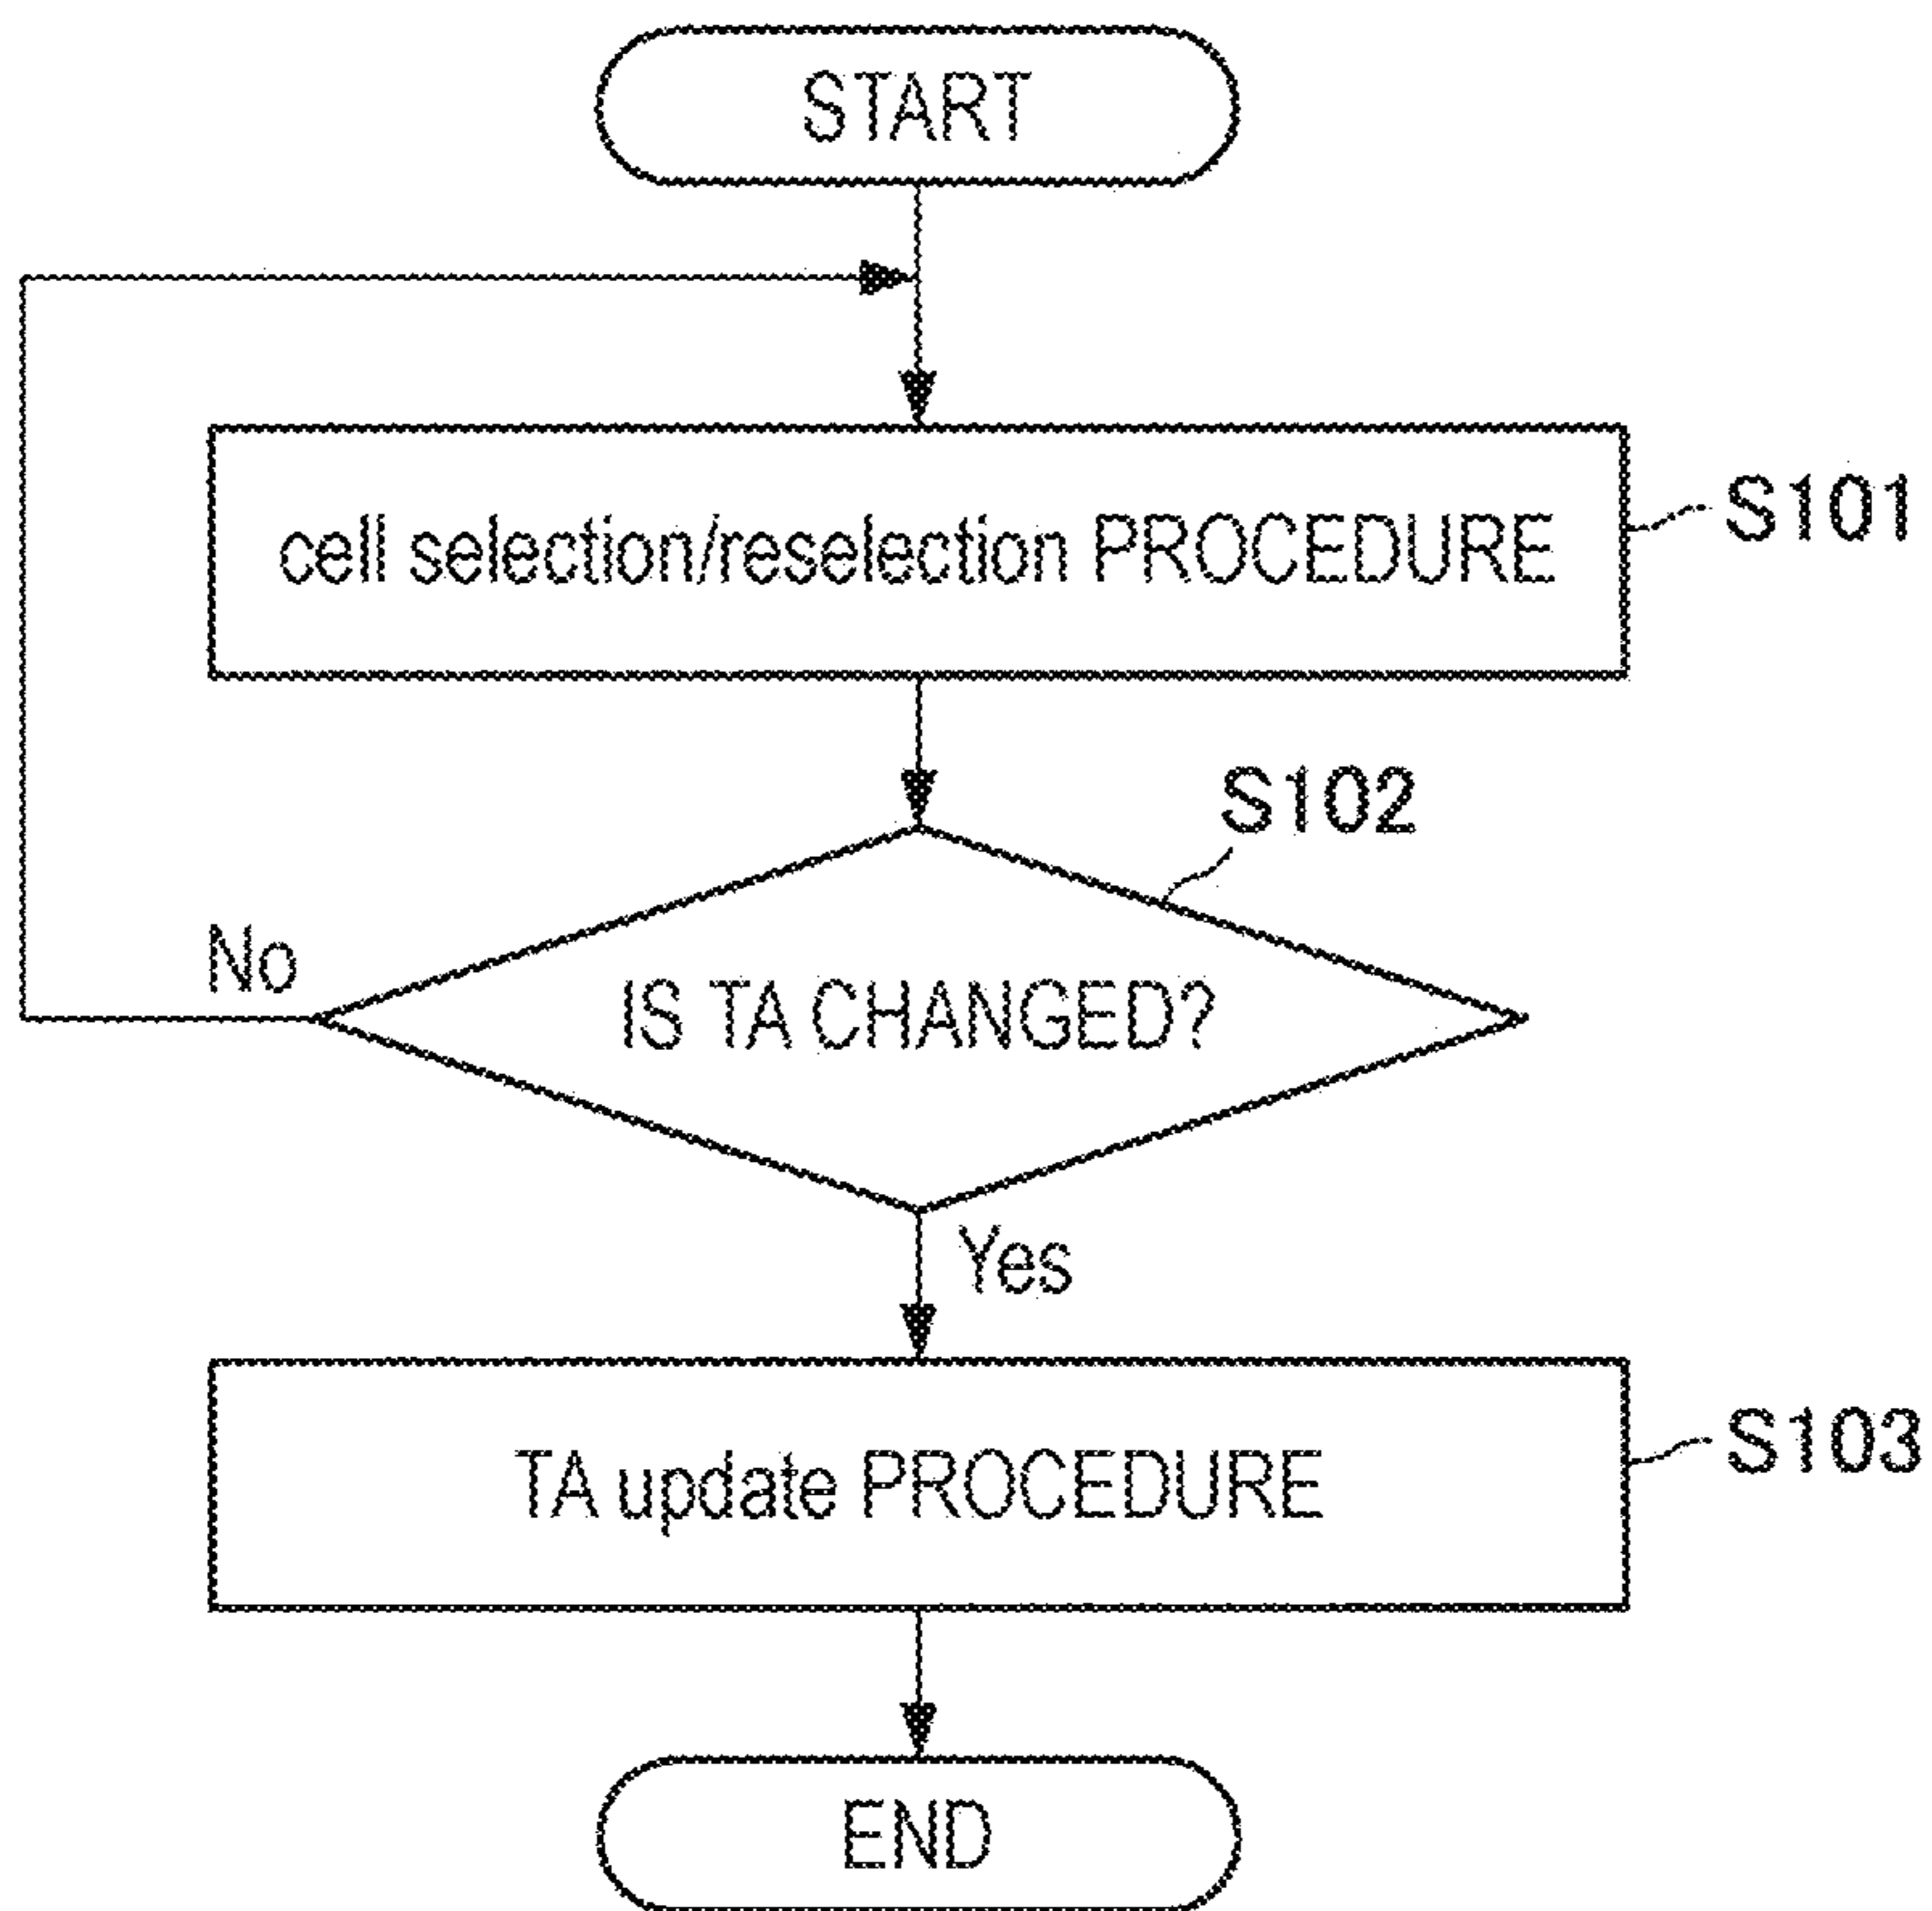 START
cell selection/reselection PROCEDURE
S101
S102
No
IS TA CHANGED?
Yes
TA update PROCEDURE
S103
END